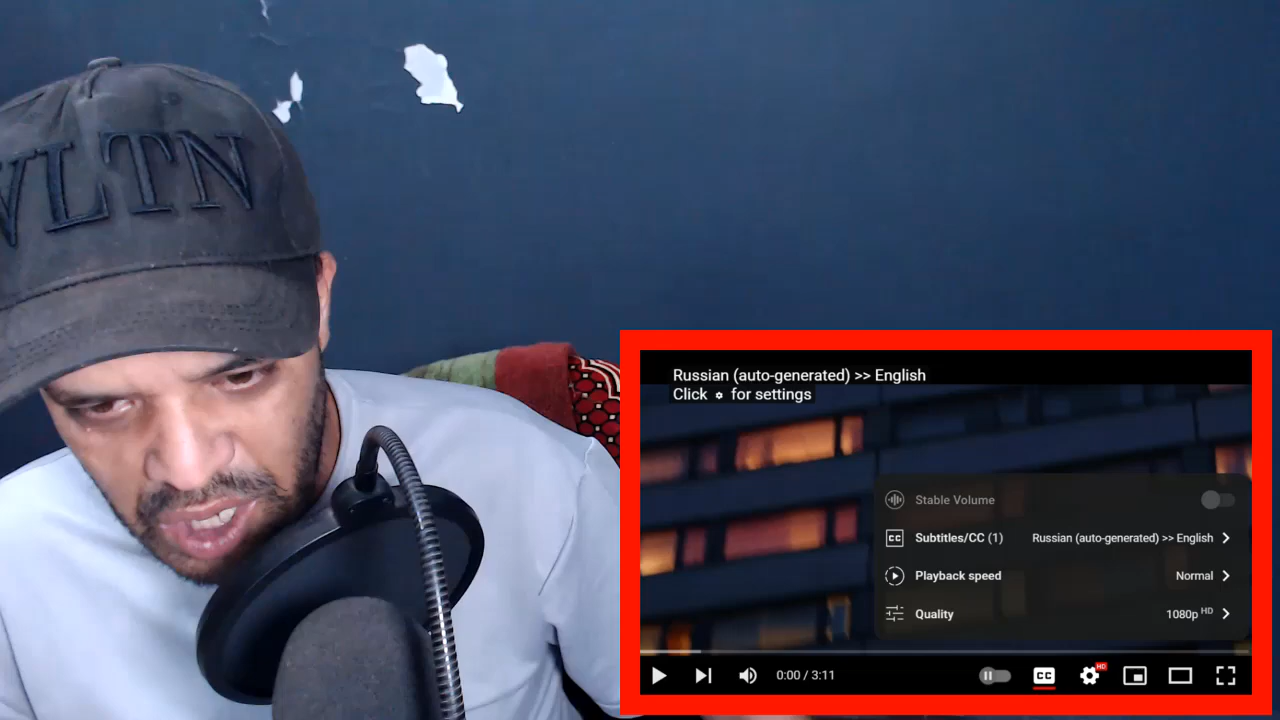 VLTN
Russian (auto-generated) >> English
Click for settings
Stable Volume
Subtitles/CC (1) Russian (auto-generated) >> English
Playback speed Normal
Quality 1080p HD
0:00 / 3:11
CC
HD